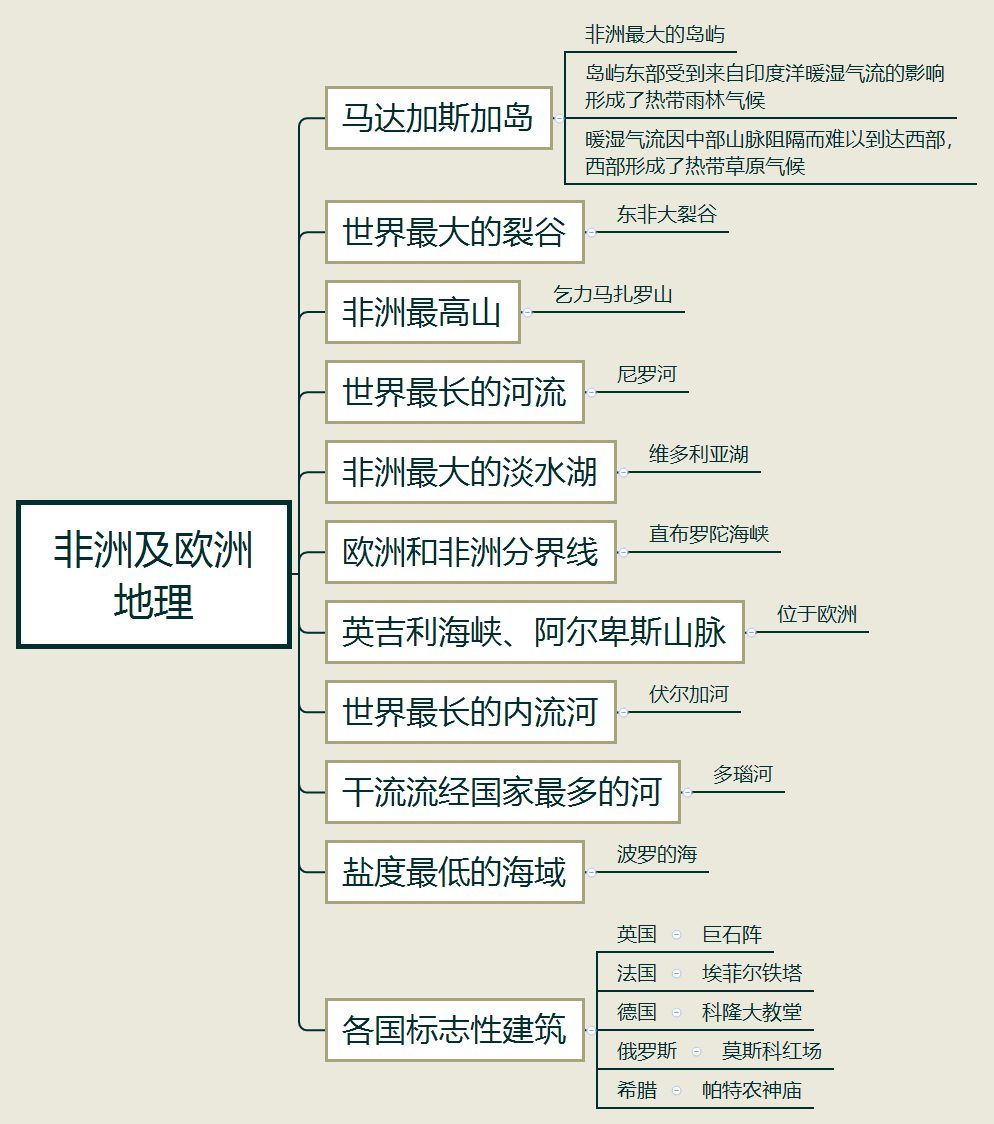 非洲及欧洲
地理
马达加斯加岛
非洲最大的岛屿
岛屿东部受到来自印度洋暖湿气流的影响
形成了热带雨林气候
暖湿气流因中部山脉阻隔而难以到达西部，
西部形成了热带草原气候
世界最大的裂谷
东非大裂谷
非洲最高山
乞力马扎罗山
世界最长的河流
尼罗河
非洲最大的淡水湖
维多利亚湖
欧洲和非洲分界线
直布罗陀海峡
英吉利海峡、阿尔卑斯山脉
位于欧洲
世界最长的内流河
伏尔加河
干流流经国家最多的河
多瑙河
盐度最低的海域
波罗的海
各国标志性建筑
英国 巨石阵
法国 埃菲尔铁塔
德国 科隆大教堂
俄罗斯 莫斯科红场
希腊 帕特农神庙